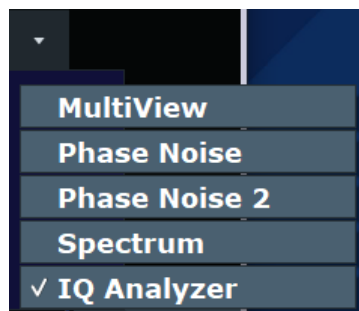 MultiView
Phase Noise
Phase Noise 2
Spectrum
✓ IQ Analyzer